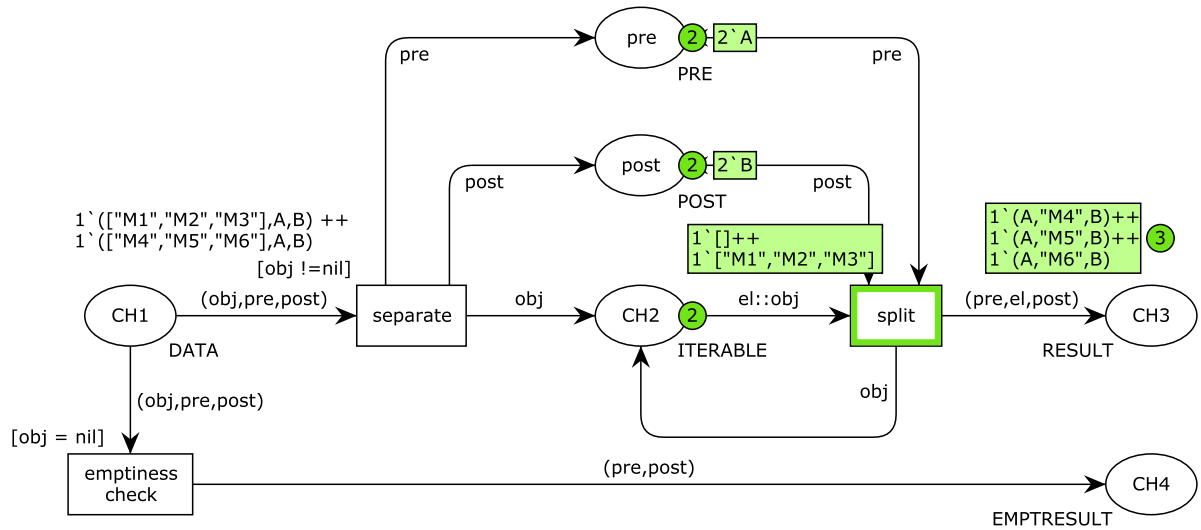 pre
2
2`A
pre
pre
PRE
post
2
2`B
post
post
POST
1`(["M1","M2","M3"],A,B) ++
1`(["M4","M5","M6"],A,B)
[obj !=nil]
1`[]++
1`["M1","M2","M3"]
1`(A,"M4",B)++
1`(A,"M5",B)++
1`(A,"M6",B)
3
CH1
(obj,pre,post)
separate
obj
CH2
2
el::obj
split
(pre,el,post)
CH3
DATA
ITERABLE
RESULT
(obj,pre,post)
obj
[obj = nil]
emptiness
check
(pre,post)
CH4
EMPTRESULT